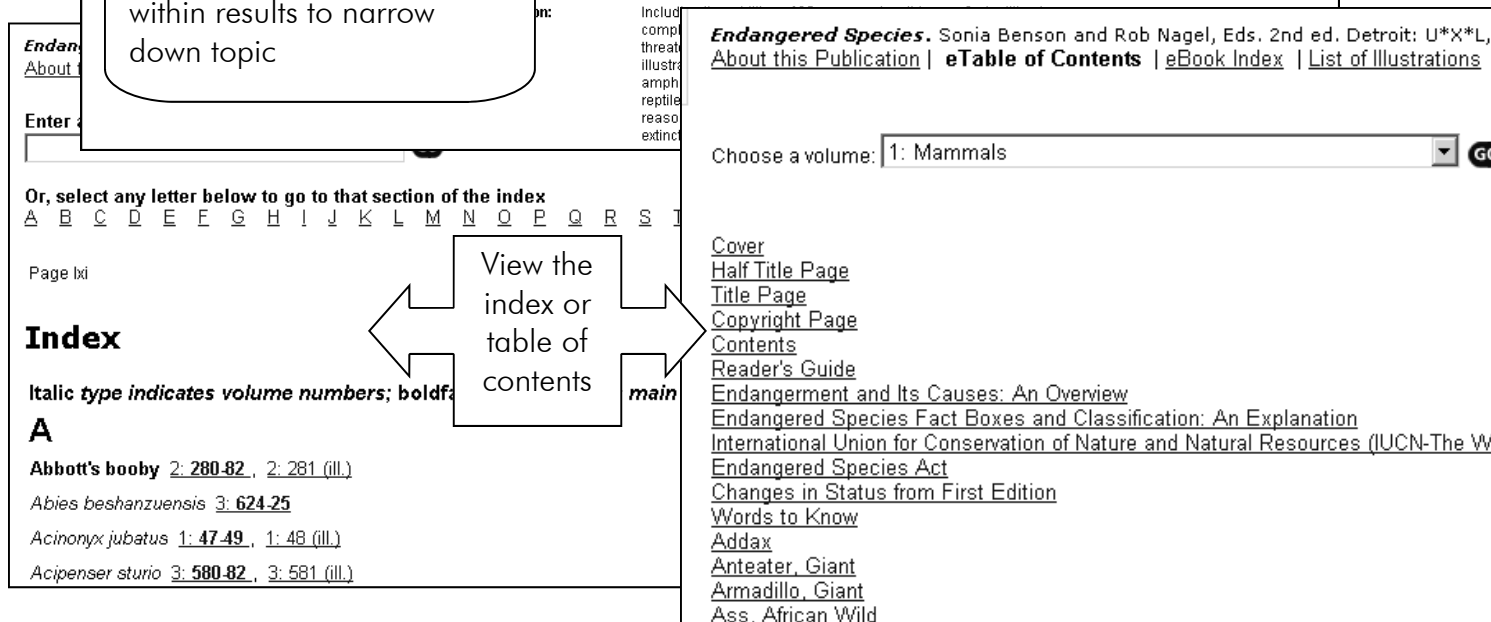 within results to narrow
down topic
on:
Includ
compl
threat
illustra
amph
reptile
reaso
extinct
Endan
About t
Enter a
Or, select any letter below to go to that section of the index
A B C D E F G H I J K L M N O P Q R S T
Page lxi
Index
Italic type indicates volume numbers; boldfa
main
A
Abbott's booby 2: 280-82 , 2: 281 (ill.)
Abies beshanzuensis 3: 624-25
Acinonyx jubatus 1: 47-49 , 1: 48 (ill.)
Acipenser sturio 3: 580-82 , 3: 581 (ill.)
View the
index or
table of
contents
Endangered Species. Sonia Benson and Rob Nagel, Eds. 2nd ed. Detroit: U*X*L,
About this Publication | eTable of Contents | eBook Index | List of Illustrations
Choose a volume: 1: Mammals GO
Cover
Half Title Page
Title Page
Copyright Page
Contents
Reader's Guide
Endangerment and Its Causes: An Overview
Endangered Species Fact Boxes and Classification: An Explanation
International Union for Conservation of Nature and Natural Resources (IUCN-The W
Endangered Species Act
Changes in Status from First Edition
Words to Know
Addax
Anteater, Giant
Armadillo, Giant
Ass, African Wild